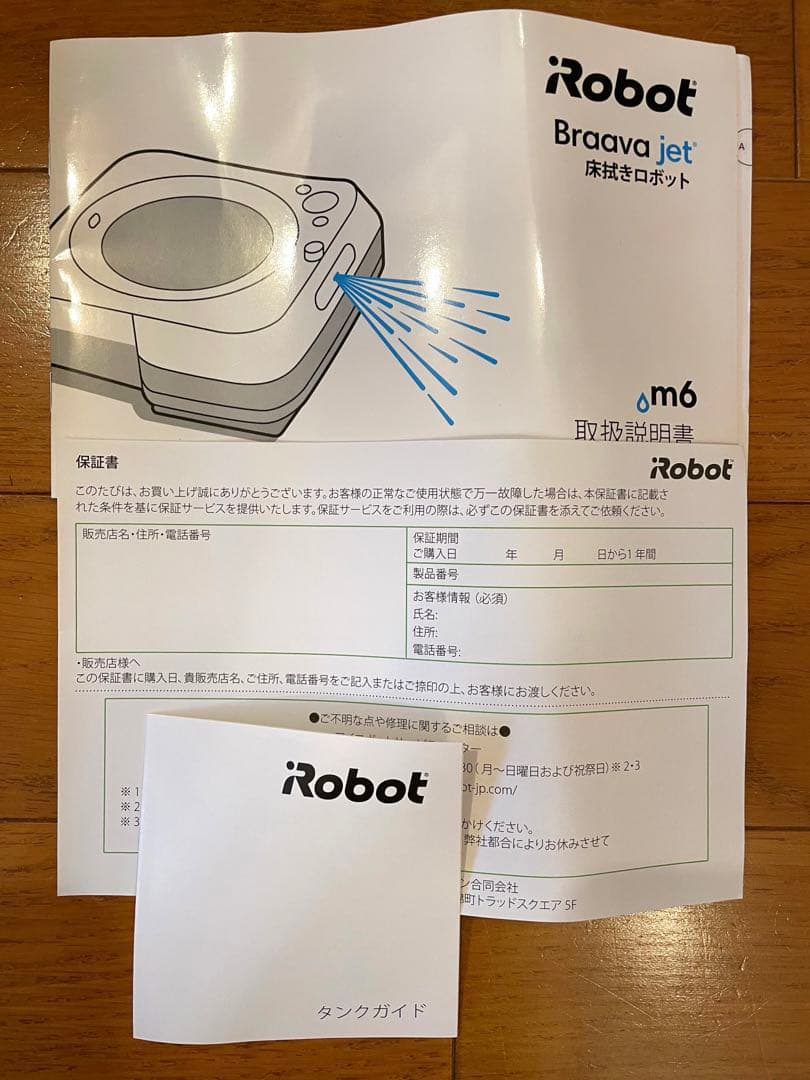 iRobot®
Braava jet®
床拭きロボット
A
m6
取扱説明書
保証書
iRobot®
このたびは、お買い上げ誠にありがとうございます。お客様の正常なご使用状態で万一故障した場合は、本保証書に記載さ
れた条件を基に保証サービスを提供いたします。保証サービスをご利用の際は、必ずこの保証書を添えてご依頼ください。
販売店名・住所・電話番号
保証期間
ご購入日 年 月 日から1年間
製品番号
お客様情報（必須）
氏名:
住所:
電話番号:
・販売店様へ
この保証書に購入日、貴販売店名、ご住所、電話番号をご記入またはご捺印の上、お客様にお渡しください。
●ご不明な点や修理に関するご相談は●
ター
30（月〜日曜日および祝祭日）※2・3
ot-jp.com/
※1
※2
※3
かけください。
弊社都合によりお休みさせて
ン合同会社
町トラッドスクエア 5F
iRobot®
タンクガイド